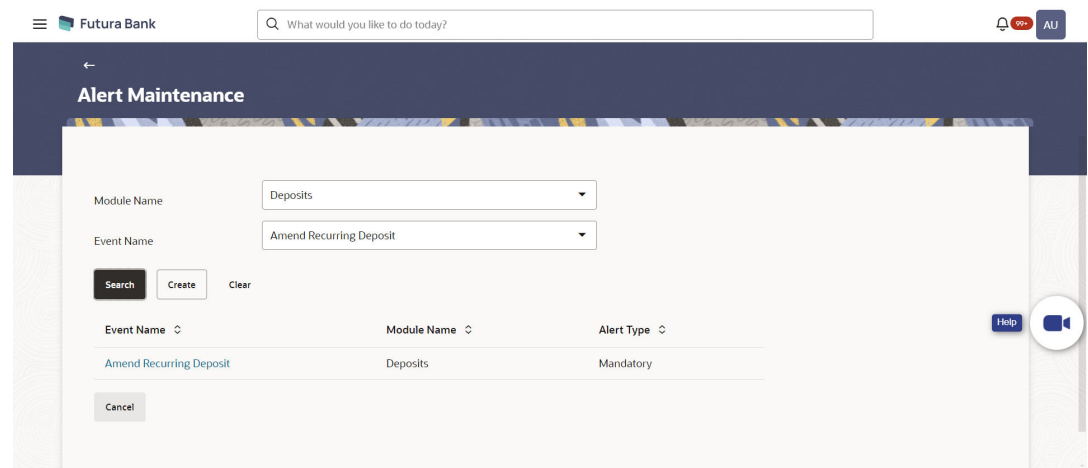 Futura Bank What would you like to do today? 99+ AU
Alert Maintenance
Module Name Deposits
Event Name Amend Recurring Deposit
Search Create Clear
Event Name Module Name Alert Type
Help
Amend Recurring Deposit Deposits Mandatory
Cancel